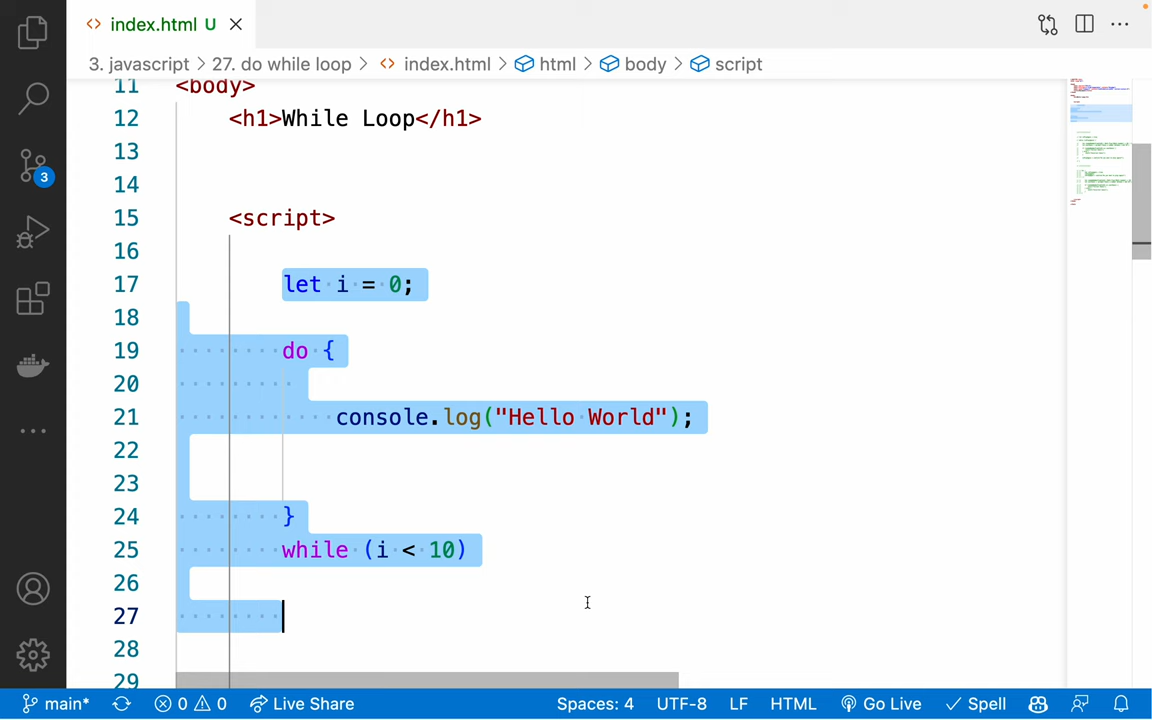 index.html U
3. javascript > 27. do while loop > index.html > html > body > script
11 <body>
12 <h1>While Loop</h1>
13
14
15 <script>
16
17 let i = 0;
18
19 do {
20
21 console.log("Hello World");
22
23
24 }
25 while (i < 10)
26
27
28
29
3
main* 0 0 Live Share Spaces: 4 UTF-8 LF HTML Go Live Spell